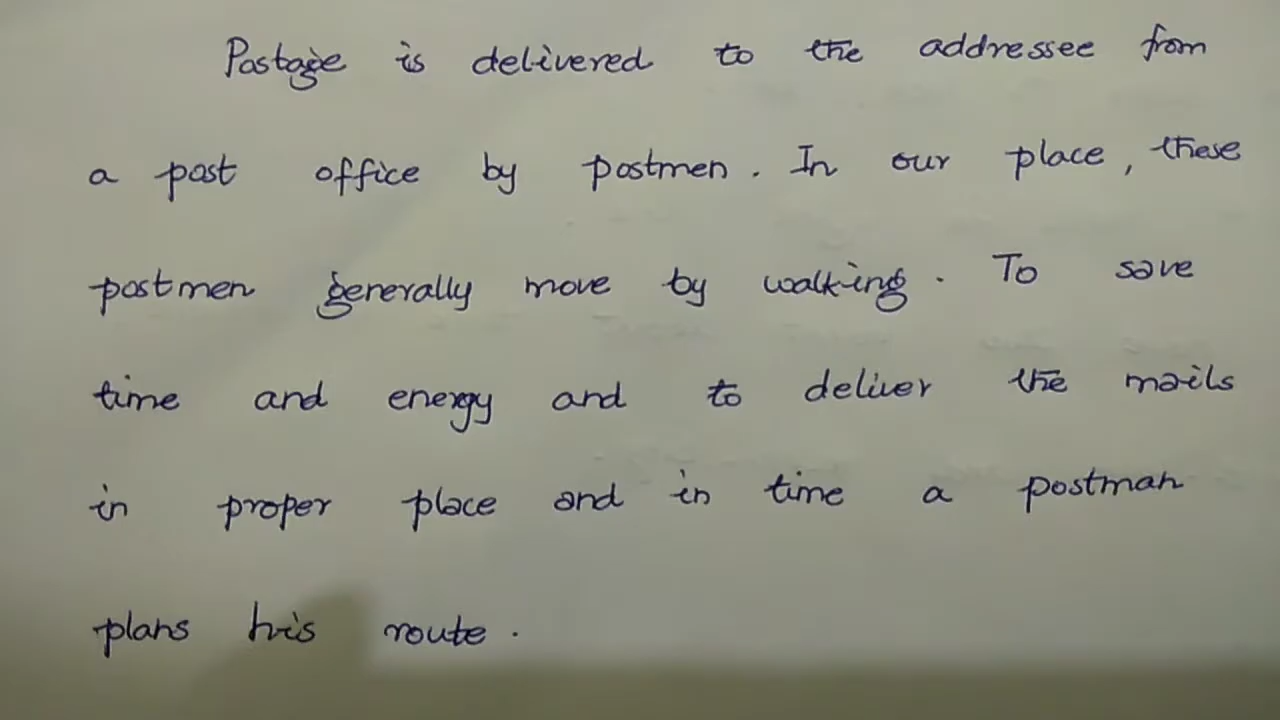 Postage is delivered to the addressee from
a post office by postmen. In our place, these
postmen generally move by walking. To save
time and energy and to deliver the mails
in proper place and in time a postman
plans his route.